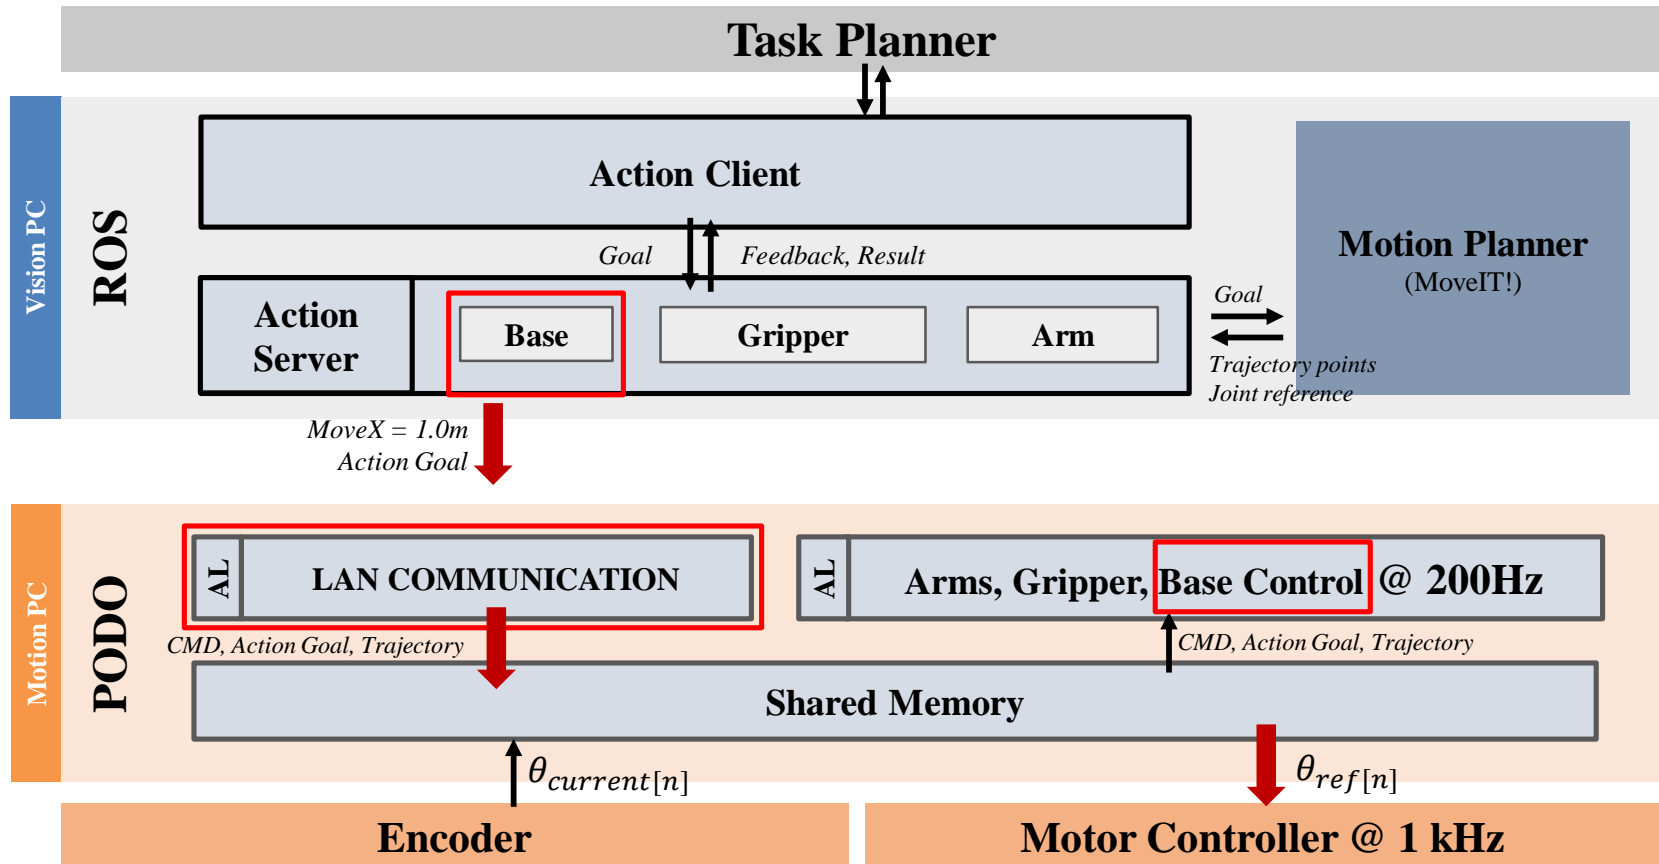 Task Planner
Vision PC
ROS
Action Client
Goal
Feedback, Result
Motion Planner
(MoveIT!)
Action
Server
Base
Gripper
Arm
Goal
Trajectory points
Joint reference
MoveX = 1.0m
Action Goal
Motion PC
PODO
AL
LAN COMMUNICATION
AL
Arms, Gripper, Base Control @ 200Hz
CMD, Action Goal, Trajectory
CMD, Action Goal, Trajectory
Shared Memory
θcurrent[n]
θref[n]
Encoder
Motor Controller @ 1 kHz